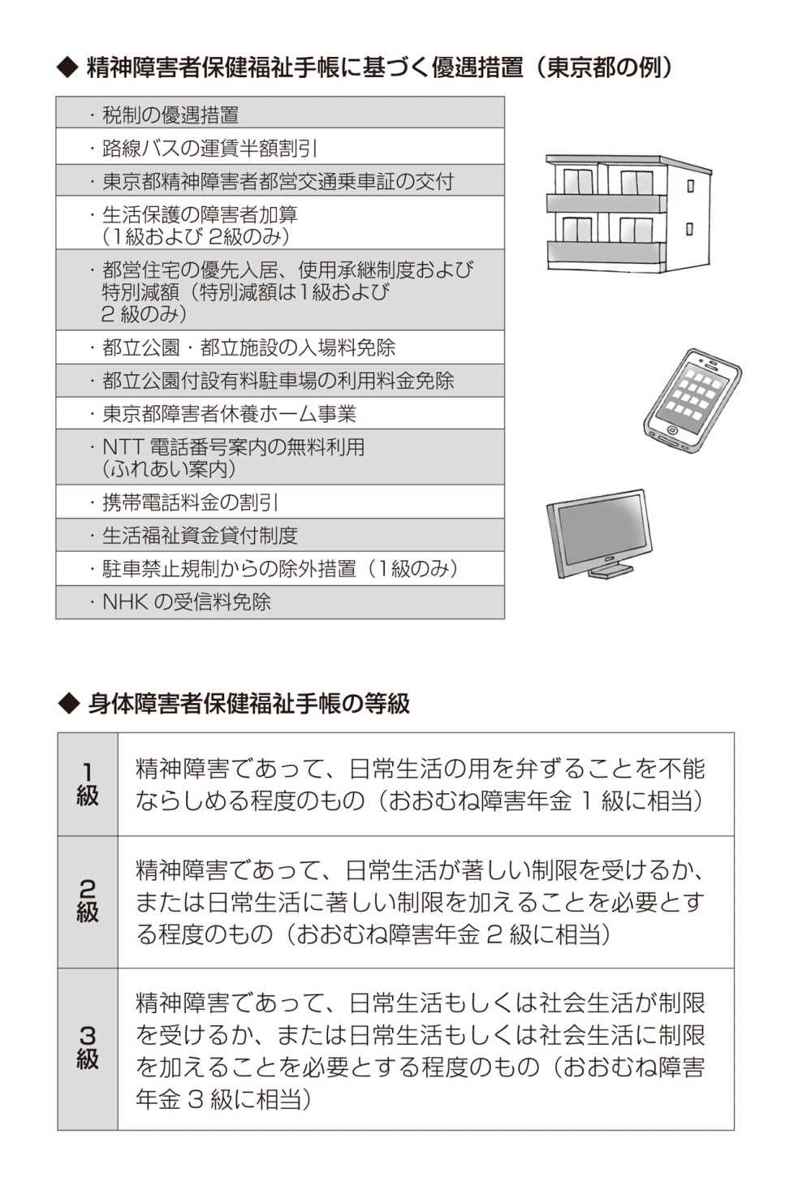 ◆ 精神障害者保健福祉手帳に基づく優遇措置（東京都の例）
・税制の優遇措置
・路線バスの運賃半額割引
・東京都精神障害者都営交通乗車証の交付
・生活保護の障害者加算
（1級および2級のみ）
・都営住宅の優先入居、使用承継制度および
特別減額（特別減額は1級および
2級のみ）
・都立公園・都立施設の入場料免除
・都立公園付設有料駐車場の利用料金免除
・東京都障害者休養ホーム事業
・NTT電話番号案内の無料利用
（ふれあい案内）
・携帯電話料金の割引
・生活福祉資金貸付制度
・駐車禁止規制からの除外措置（1級のみ）
・NHKの受信料免除
◆ 身体障害者保健福祉手帳の等級
1級
精神障害であって、日常生活の用を弁ずることを不能
ならしめる程度のもの（おおむね障害年金1級に相当）
2級
精神障害であって、日常生活が著しい制限を受けるか、
または日常生活に著しい制限を加えることを必要とす
る程度のもの（おおむね障害年金2級に相当）
3級
精神障害であって、日常生活もしくは社会生活が制限
を受けるか、または日常生活もしくは社会生活に制限
を加えることを必要とする程度のもの（おおむね障害
年金3級に相当）